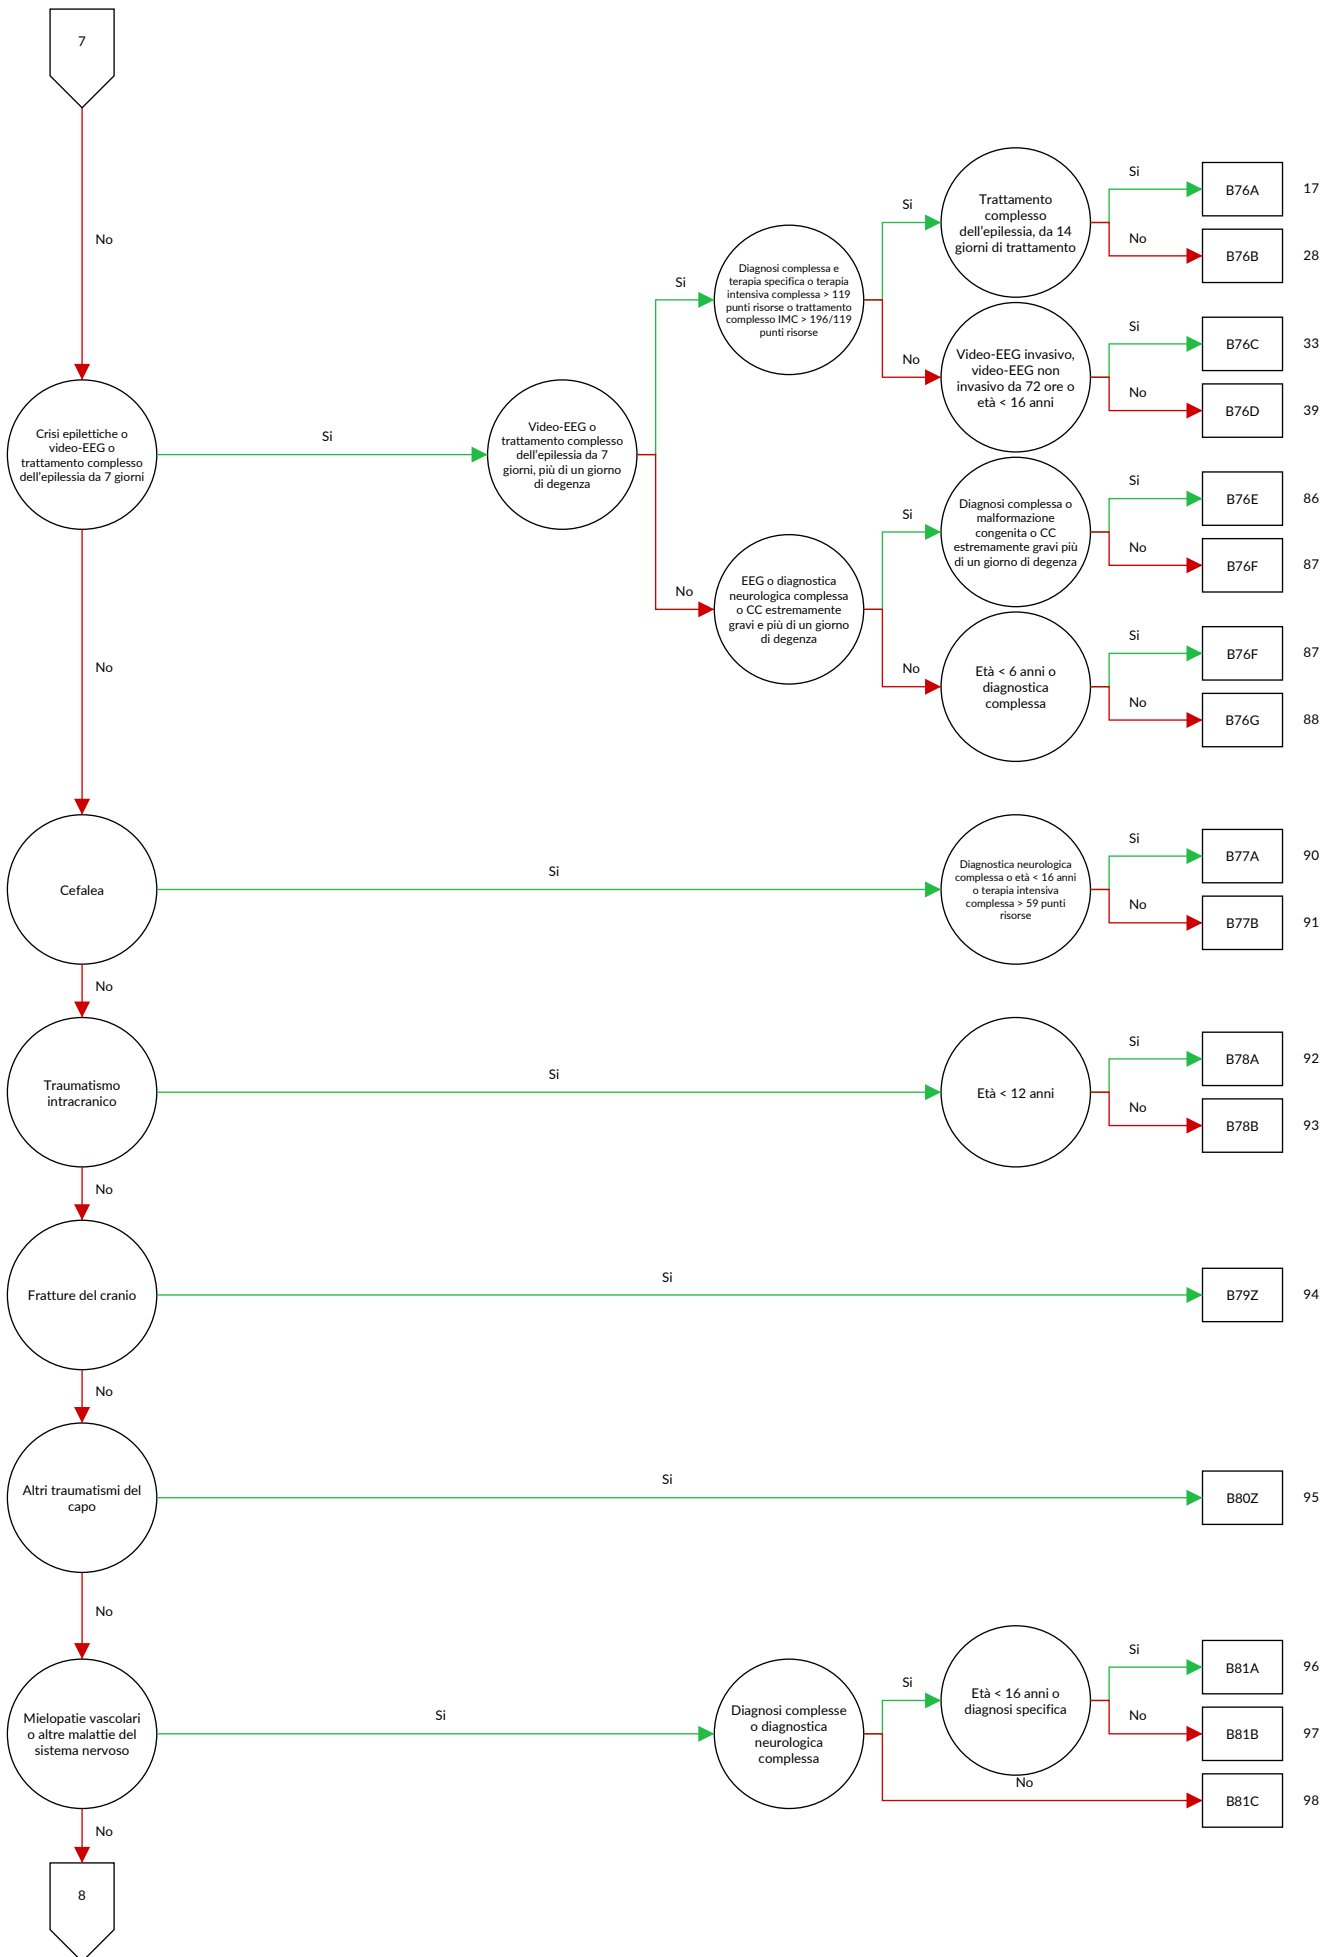 7
No
Crisi epilettiche o
video-EEG o
trattamento complesso
dell'epilessia da 7 giorni
Si
Video-EEG o
trattamento complesso
dell'epilessia da 7
giorni, più di un giorno
di degenza
Si
Diagnosi complessa e
terapia specifica o terapia
intensiva complessa > 119
punti risorse o trattamento
complesso IMC > 196/119
punti risorse
Si
Trattamento
complesso
dell'epilessia, da 14
giorni di trattamento
Si
B76A
17
No
B76B
28
No
Video-EEG invasivo,
video-EEG non
invasivo da 72 ore o
età < 16 anni
Si
B76C
33
No
B76D
39
No
EEG o diagnostica
neurologica complessa
o CC estremamente
gravi e più di un giorno
di degenza
Si
Diagnosi complessa o
malformazione
congenita o CC
estremamente gravi più
di un giorno di degenza
Si
B76E
86
No
B76F
87
No
Età < 6 anni o
diagnostica
complessa
Si
B76F
87
No
B76G
88
No
Cefalea
Si
Diagnostica neurologica
complessa o età < 16 anni
o terapia intensiva
complessa > 59 punti
risorse
Si
B77A
90
No
B77B
91
No
Traumatismo
intracranico
Si
Età < 12 anni
Si
B78A
92
No
B78B
93
No
Fratture del cranio
Si
B79Z
94
No
Altri traumatismi del
capo
Si
B80Z
95
No
Mielopatie vascolari
o altre malattie del
sistema nervoso
Si
Diagnosi complesse
o diagnostica
neurologica
complessa
Si
Età < 16 anni o
diagnosi specifica
Si
B81A
96
No
B81B
97
No
B81C
98
No
8